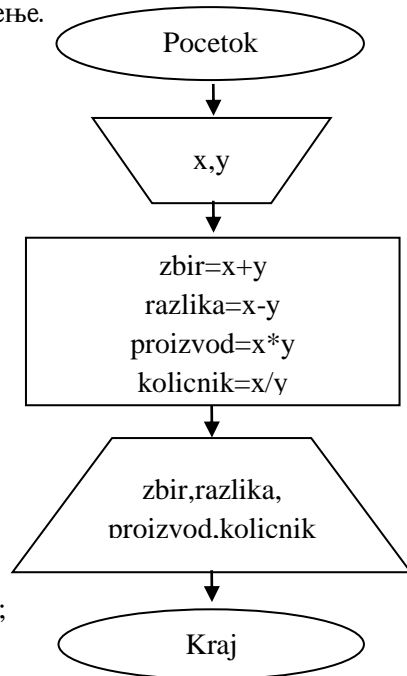 ење.
Pocetok
x,y
zbir=x+y
razlika=x-y
proizvod=x*y
kolicnik=x/y
zbir,razlika,
proizvod,kolicnik
;
Kraj